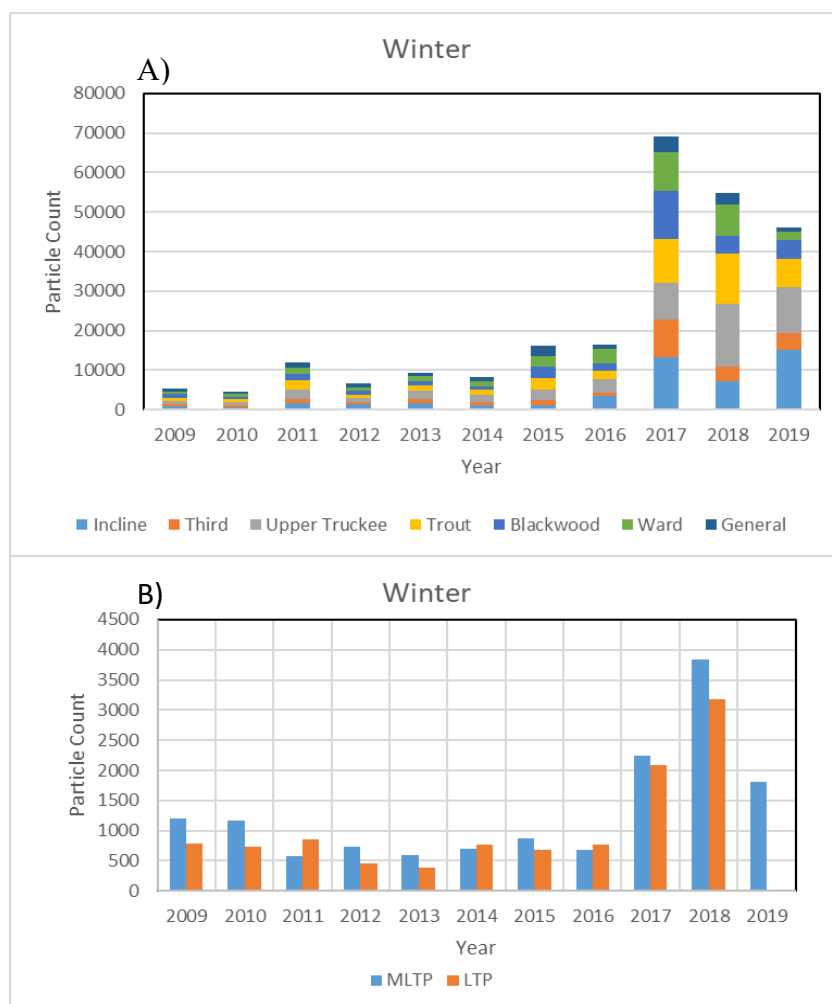 Winter
A)
80000
70000
60000
50000
40000
30000
20000
10000
0
Particle Count
2009 2010 2011 2012 2013 2014 2015 2016 2017 2018 2019
Year
Incline Third Upper Truckee Trout Blackwood Ward General
B)
Winter
4500
4000
3500
3000
2500
2000
1500
1000
500
0
Particle Count
2009 2010 2011 2012 2013 2014 2015 2016 2017 2018 2019
Year
MLTP LTP